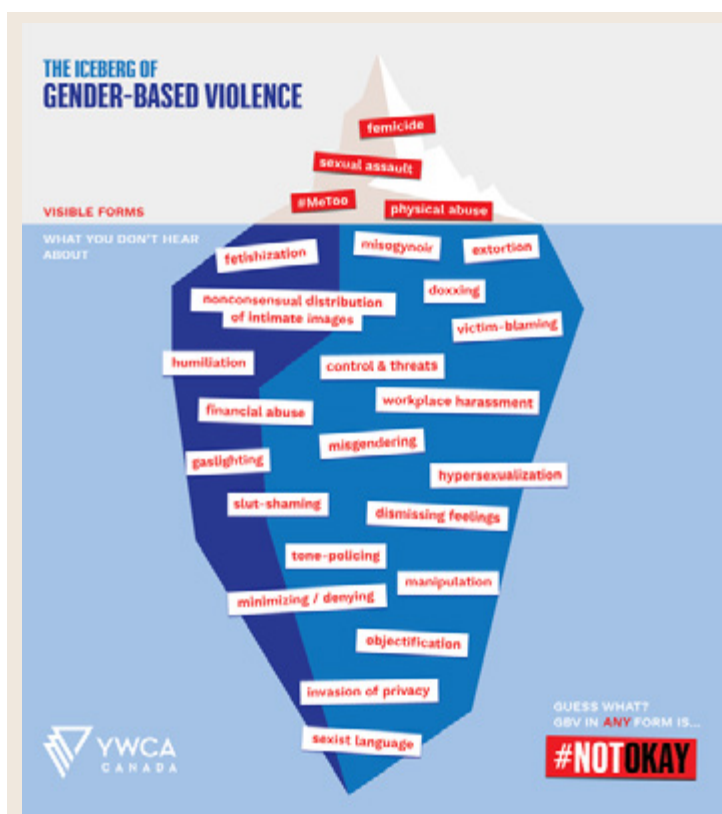 THE ICEBERG OF
GENDER-BASED VIOLENCE
femicide
sexual assault
#MeToo
physical abuse
VISIBLE FORMS
WHAT YOU DON'T HEAR
ABOUT
fetishization
misogynoir
extortion
doxxing
nonconsensual distribution
of intimate images
victim-blaming
humiliation
control & threats
workplace harassment
financial abuse
misgendering
gaslighting
hypersexualization
slut-shaming
dismissing feelings
tone-policing
manipulation
minimizing / denying
objectification
invasion of privacy
sexist language
GUESS WHAT?
GBV IN ANY FORM IS...
#NOTOKAY
YWCA
CANADA